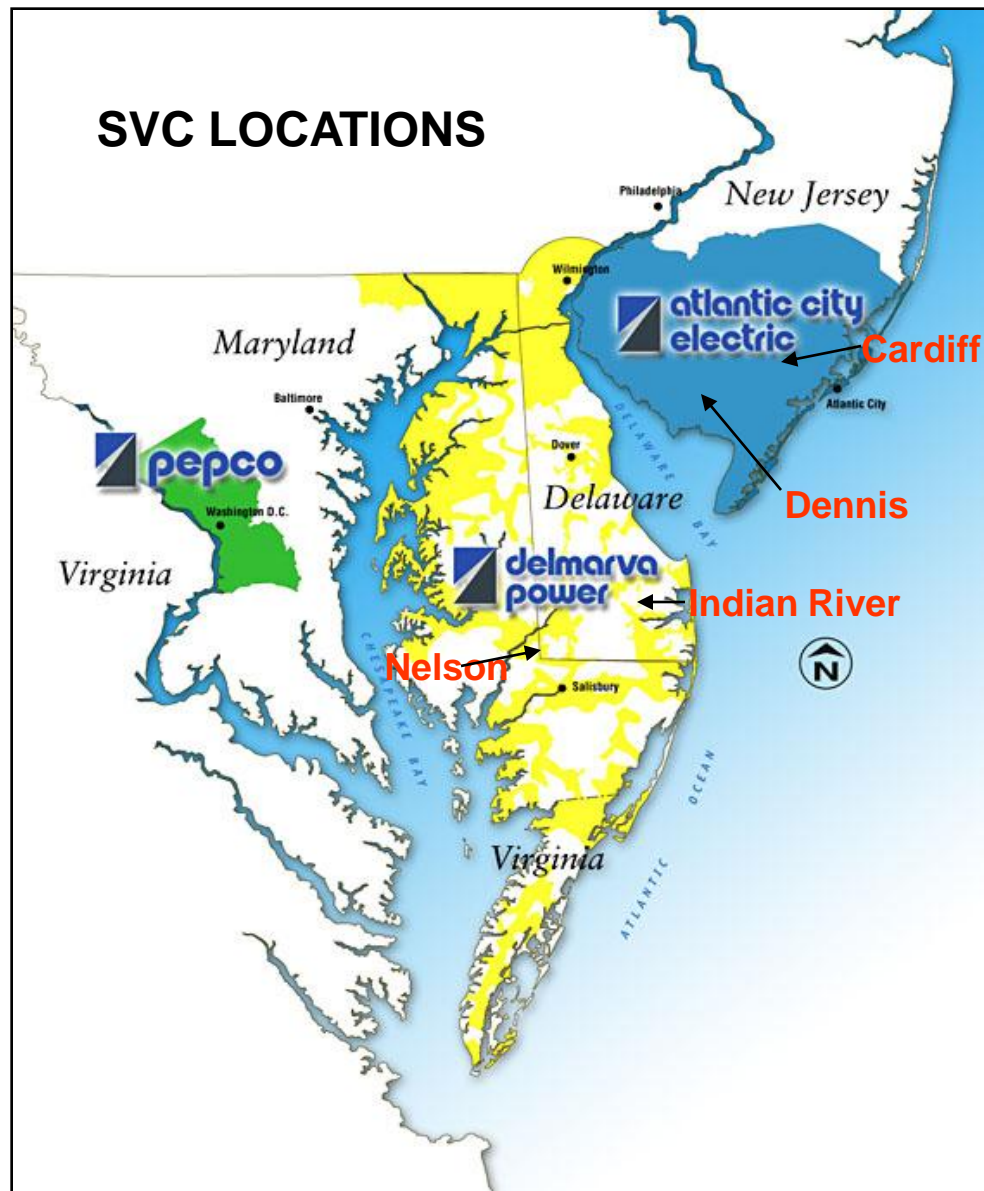 SVC LOCATIONS
Philadelphia
New Jersey
Wilmington
atlantic city
electric
Cardiff
Maryland
Baltimore
Atlantic City
pepco
DELAWARE BAY
Dover
Delaware
Dennis
Washington D.C.
Virginia
delmarva
power
Indian River
Nelson
N
Salisbury
CHESAPEAKE BAY
ATLANTIC OCEAN
Virginia